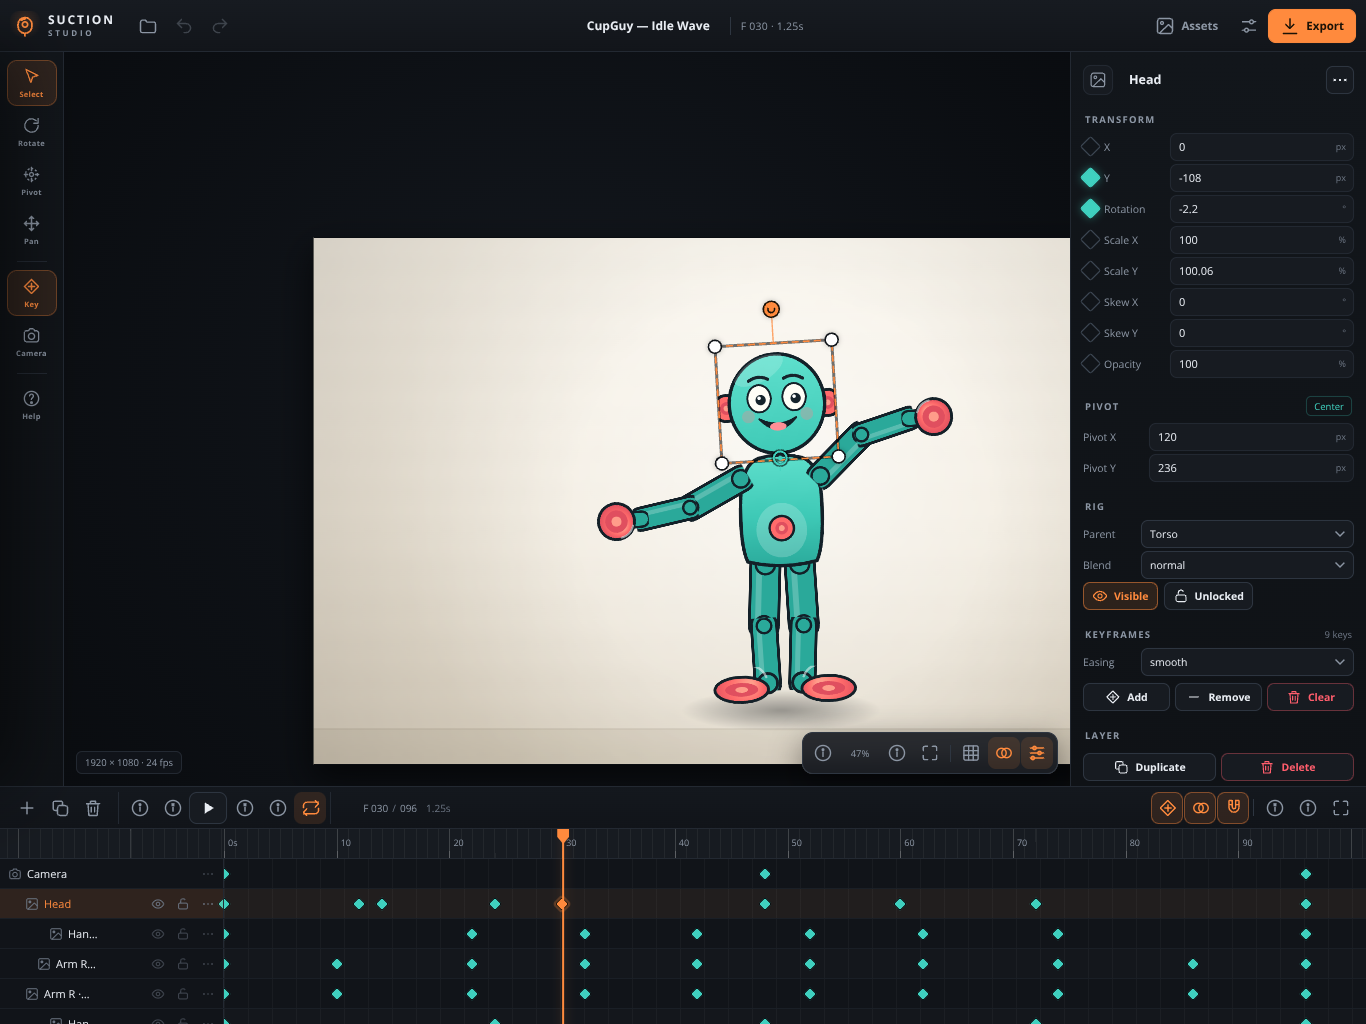 SUCTION
STUDIO
CupGuy — Idle Wave
F 030 · 1.25s
Assets
Export
Select
Rotate
Pivot
Pan
Key
Camera
Help
1920 × 1080 · 24 fps
47%
Head
TRANSFORM
X 0 px
Y -108 px
Rotation -2.2 °
Scale X 100 %
Scale Y 100.06 %
Skew X 0 °
Skew Y 0 °
Opacity 100 %
PIVOT Center
Pivot X 120 px
Pivot Y 236 px
RIG
Parent Torso
Blend normal
Visible Unlocked
KEYFRAMES 9 keys
Easing smooth
Add Remove Clear
LAYER
Duplicate Delete
F 030 / 096 1.25s
0s 10 20 30 40 50 60 70 80 90
Camera
Head
Han...
Arm R...
Arm R ·...
Han...